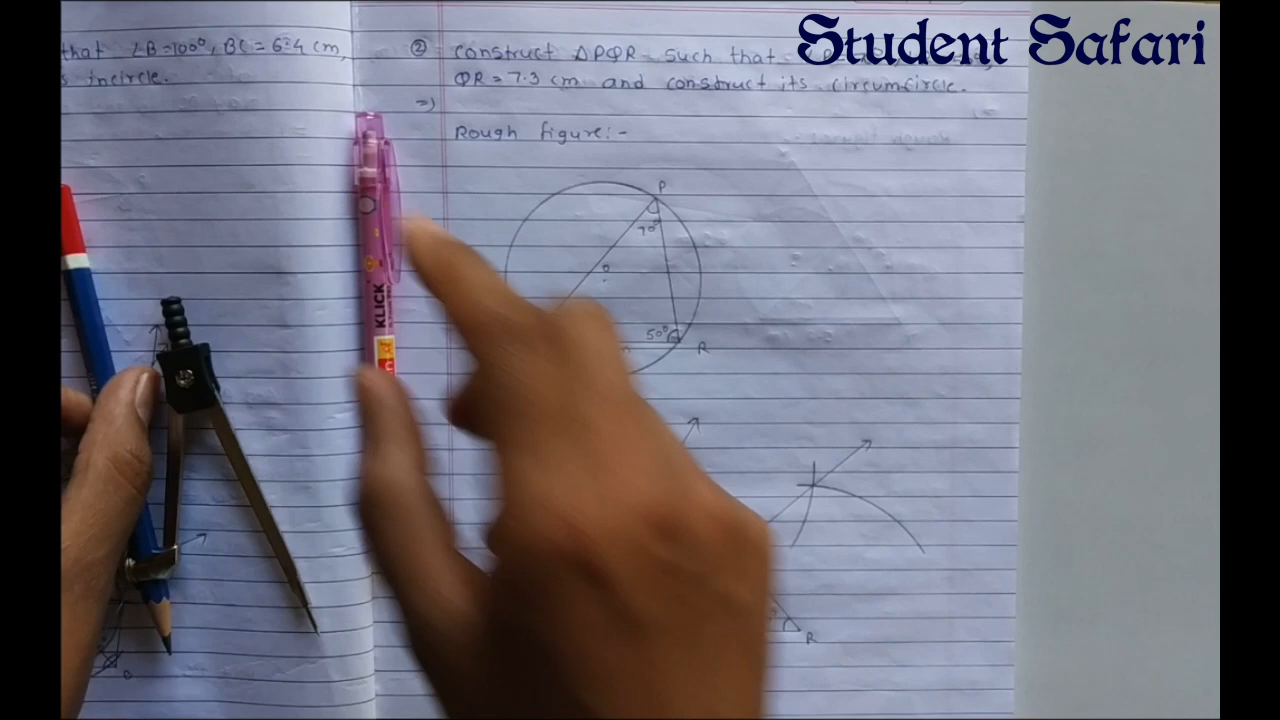 Student Safari
that ∠B=100°, BC = 6.4 cm,
s incircle.
② construct △PQR such that
QR = 7.3 cm and construct its circumcircle.
=)
Rough figure:-
P
70°
O
50°
R
KLICK
R